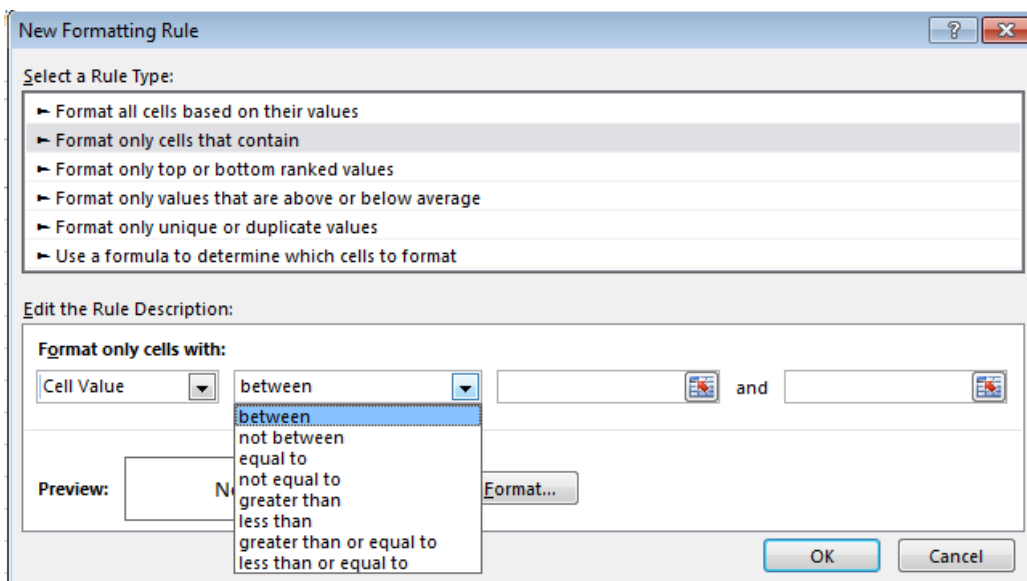 New Formatting Rule
Select a Rule Type:
► Format all cells based on their values
► Format only cells that contain
► Format only top or bottom ranked values
► Format only values that are above or below average
► Format only unique or duplicate values
► Use a formula to determine which cells to format
Edit the Rule Description:
Format only cells with:
Cell Value between and
between
not between
equal to
not equal to
greater than
less than
greater than or equal to
less than or equal to
Preview: Format...
OK Cancel